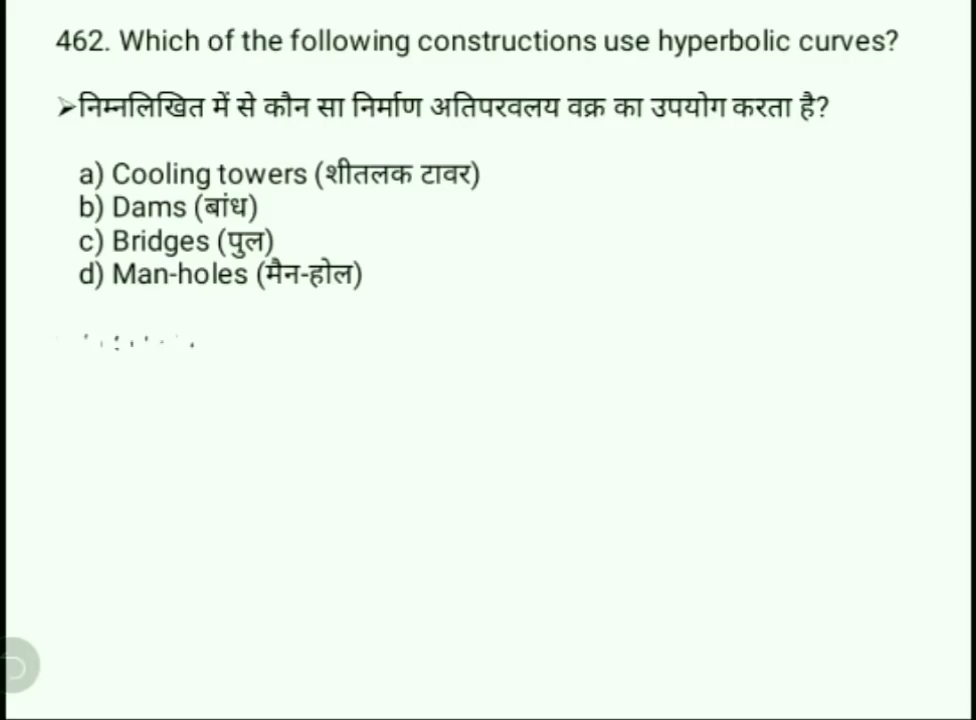 462. Which of the following constructions use hyperbolic curves?
➢निम्नलिखित में से कौन सा निर्माण अतिपरवलय वक्र का उपयोग करता है?
a) Cooling towers (शीतलक टावर)
b) Dams (बांध)
c) Bridges (पुल)
d) Man-holes (मैन-होल)